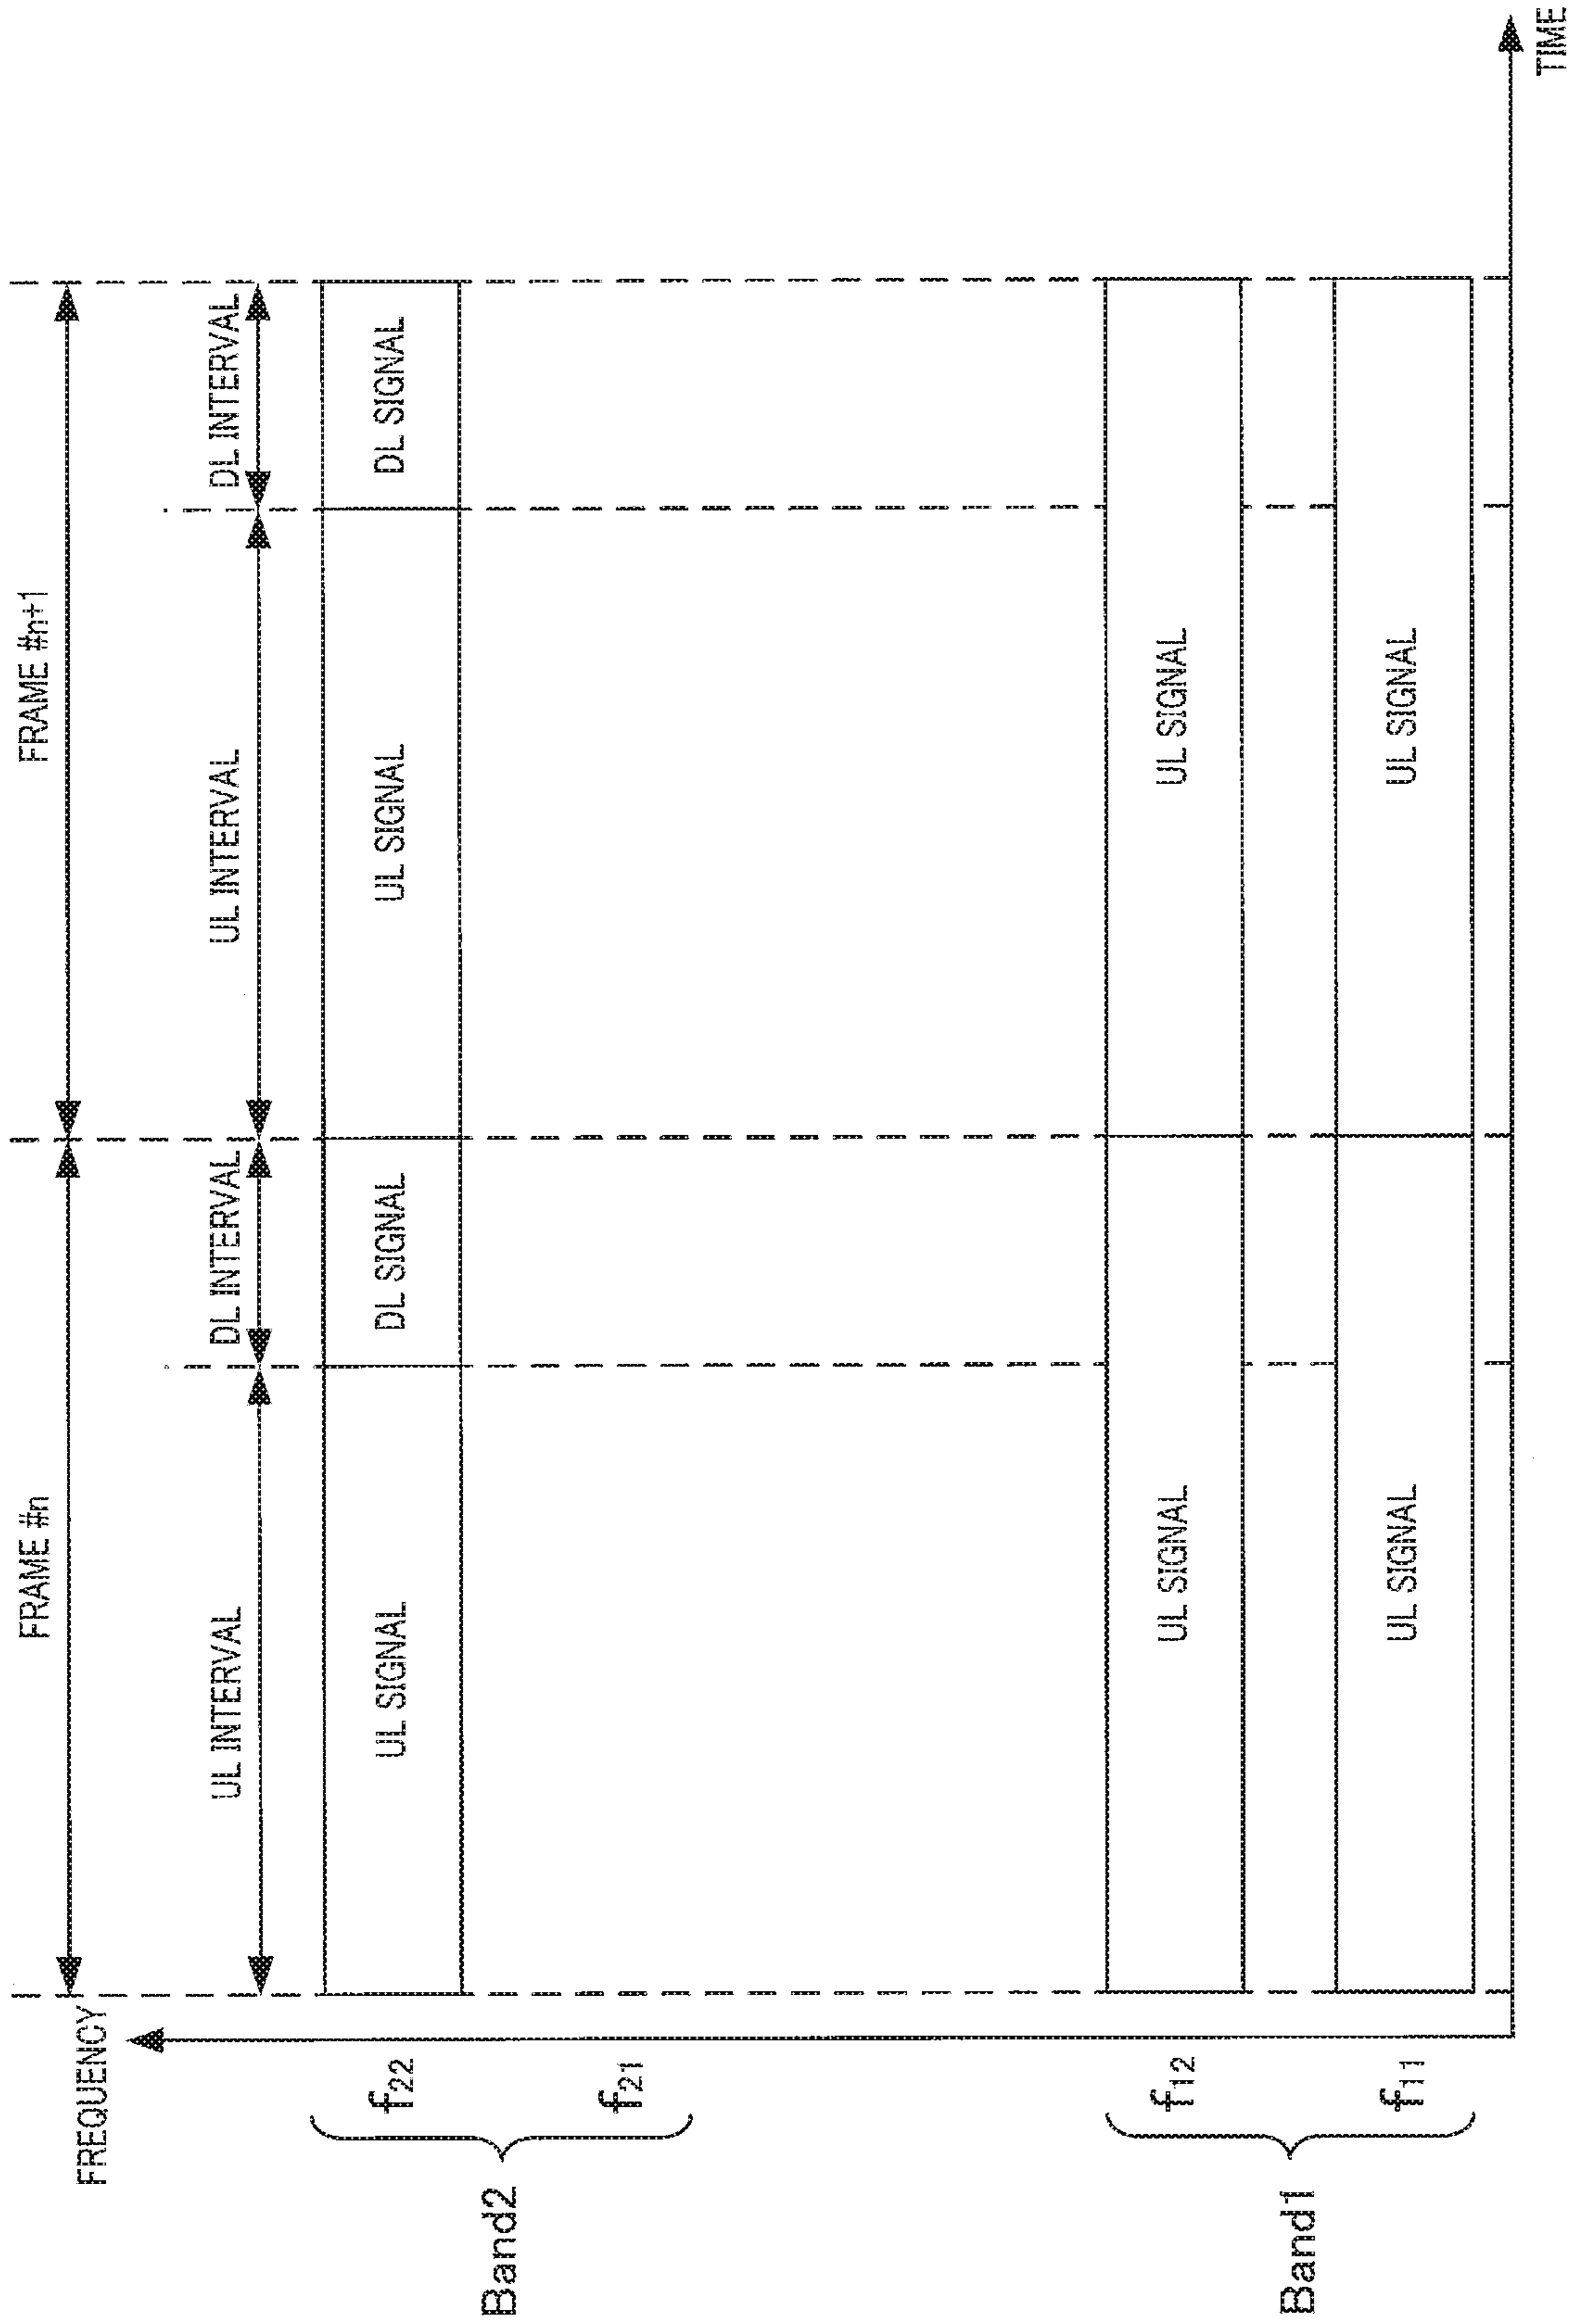 FRAME #n
FRAME #n+1
FREQUENCY
UL INTERVAL
DL INTERVAL
UL INTERVAL
DL INTERVAL
Band2
f22
UL SIGNAL
DL SIGNAL
UL SIGNAL
DL SIGNAL
f21
Band1
f12
UL SIGNAL
UL SIGNAL
f11
UL SIGNAL
UL SIGNAL
TIME